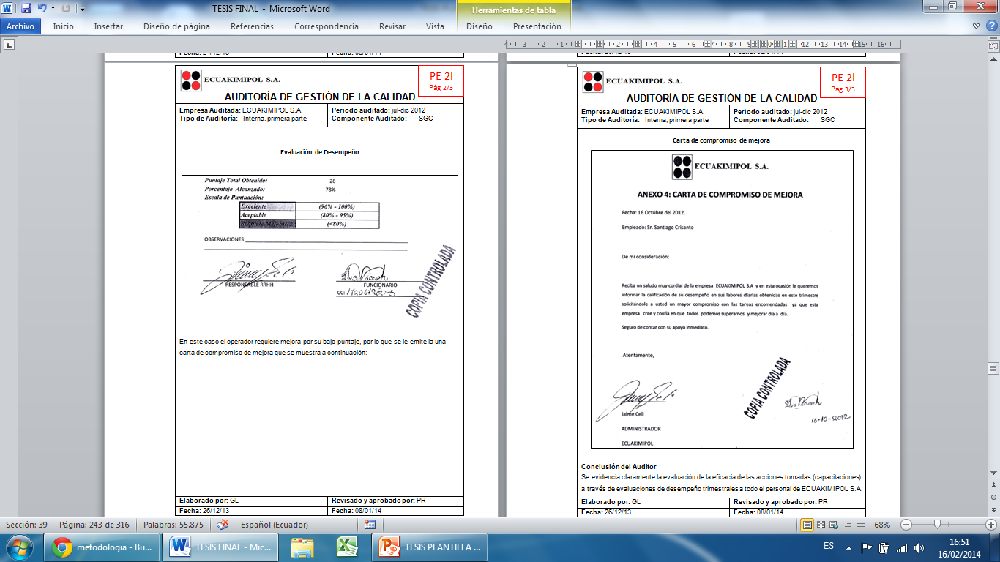 TESIS FINAL - Microsoft Word
Herramientas de tabla
Archivo Inicio Insertar Diseño de página Referencias Correspondencia Revisar Vista Diseño Presentación
ECUAKIMIPOL S.A.
PE 2I
Pág 2/3
AUDITORÍA DE GESTIÓN DE LA CALIDAD
Empresa Auditada: ECUAKIMIPOL S.A.
Tipo de Auditoría: Interna, primera parte
Periodo auditado: jul-dic 2012
Componente Auditado: SGC
Evaluación de Desempeño
Puntaje Total Obtenido: 28
Porcentaje Alcanzado: 78%
Escala de Puntuación:
Excelente (96% - 100%)
Aceptable (80% - 95%)
(<80%)
OBSERVACIONES:
RESPONSABLE RRHH
FUNCIONARIO
COPIA CONTROLADA
En este caso el operador requiere mejora por su bajo puntaje, por lo que se le emite la una
carta de compromiso de mejora que se muestra a continuación:
Elaborado por: GL
Revisado y aprobado por: PR
Fecha: 26/12/13
Fecha: 08/01/14
ECUAKIMIPOL S.A.
PE 2I
Pág 3/3
AUDITORÍA DE GESTIÓN DE LA CALIDAD
Empresa Auditada: ECUAKIMIPOL S.A.
Tipo de Auditoría: Interna, primera parte
Periodo auditado: jul-dic 2012
Componente Auditado: SGC
Carta de compromiso de mejora
ECUAKIMIPOL S.A.
ANEXO 4: CARTA DE COMPROMISO DE MEJORA
Fecha: 16 Octubre del 2012.
Empleado: Sr. Santiago Crisanto
De mi consideración:
Reciba un saludo muy cordial de la empresa ECUAKIMIPOL S.A y en esta ocasión le queremos
informar la calificación de su desempeño en sus labores diarias obtenidas en este trimestre
solicitándole a usted un mayor compromiso con las tareas encomendadas ya que esta
empresa cree y confía en que todos podemos superarnos y mejorar día a día.
Seguro de contar con su apoyo inmediato.
Atentamente,
COPIA CONTROLADA
16-10-2012
Jaime Celi
ADMINISTRADOR
ECUAKIMIPOL
Conclusión del Auditor
Se evidencia claramente la evaluación de la eficacia de las acciones tomadas (capacitaciones)
a través de evaluaciones de desempeño trimestrales a todo el personal de ECUAKIMIPOL S.A.
Elaborado por: GL
Revisado y aprobado por: PR
Fecha: 26/12/13
Fecha: 08/01/14
Sección: 39 Página: 243 de 316 Palabras: 55.875 Español (Ecuador) 68%
metodologia - Bu... TESIS FINAL - Mic... TESIS PLANTILLA ... ES 16:51
16/02/2014